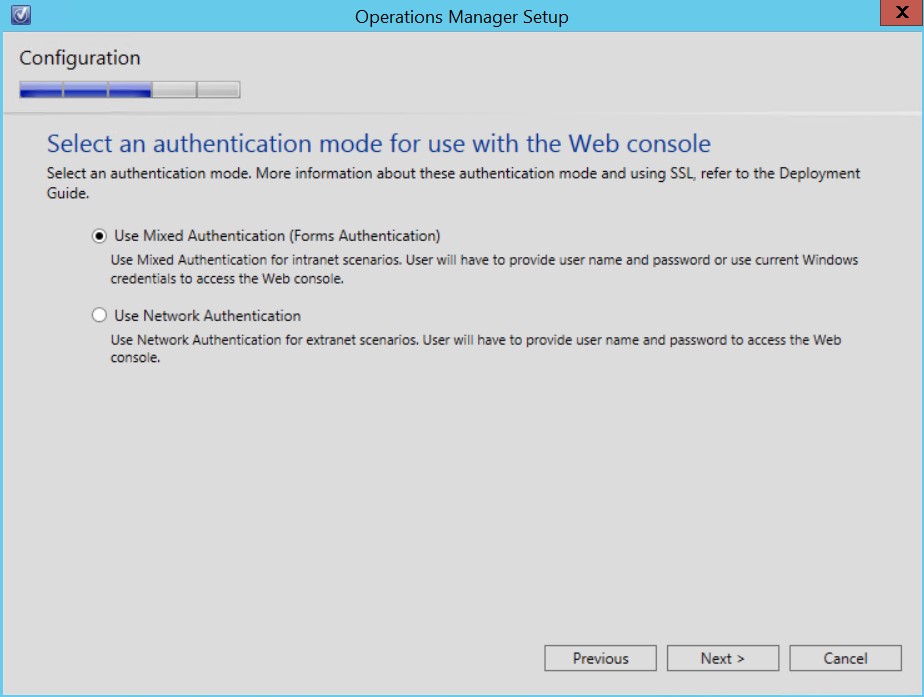 Operations Manager Setup
X
Configuration
Select an authentication mode for use with the Web console
Select an authentication mode. More information about these authentication mode and using SSL, refer to the Deployment
Guide.
Use Mixed Authentication (Forms Authentication)
Use Mixed Authentication for intranet scenarios. User will have to provide user name and password or use current Windows
credentials to access the Web console.
Use Network Authentication
Use Network Authentication for extranet scenarios. User will have to provide user name and password to access the Web
console.
Previous
Next >
Cancel